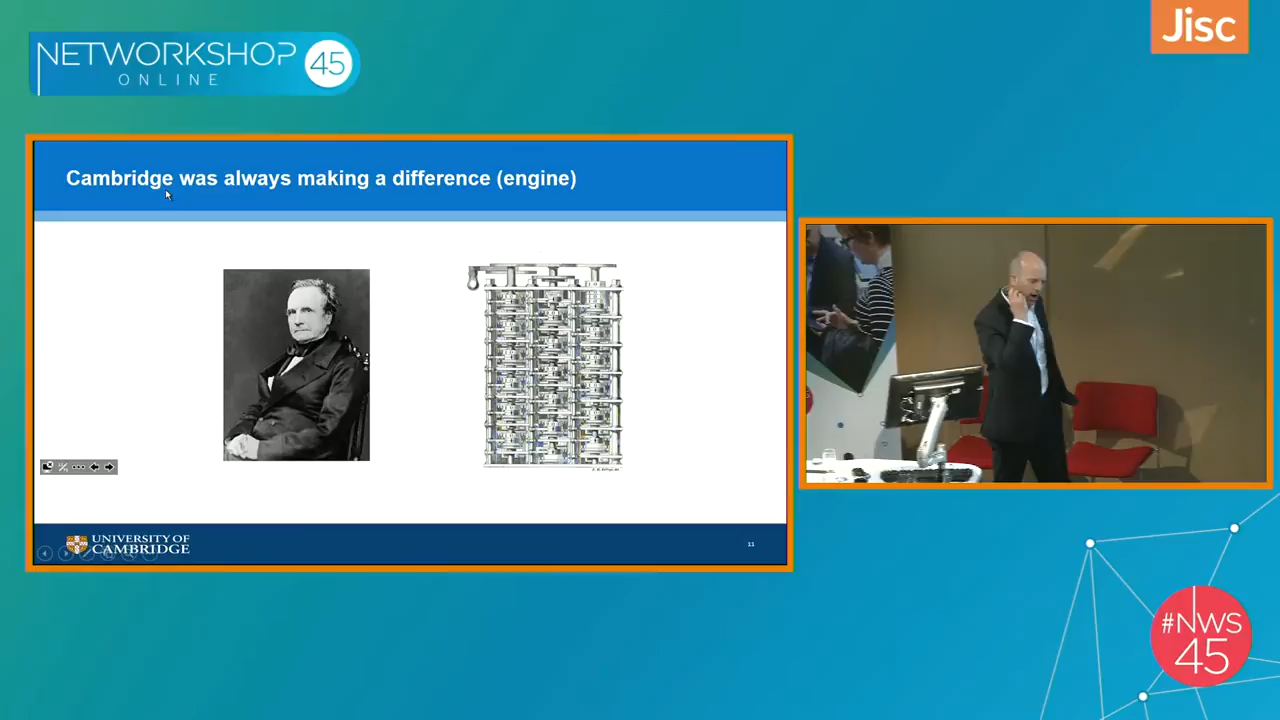 NETWORKSHOP
ONLINE
45
Jisc
Cambridge was always making a difference (engine)
UNIVERSITY OF
CAMBRIDGE
11
#NWS
45